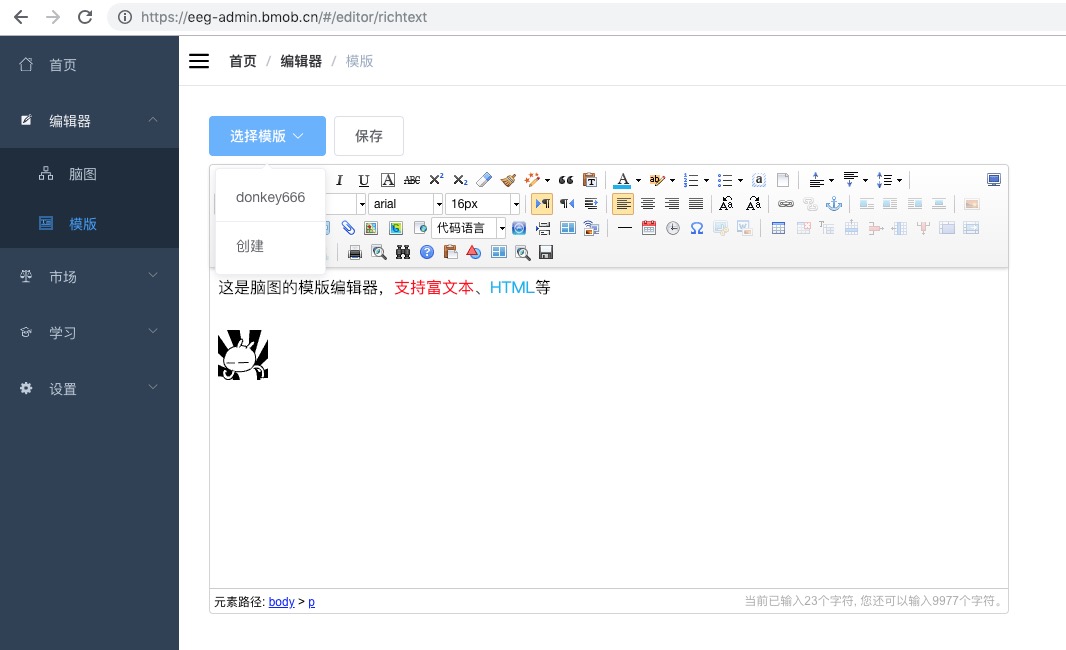 https://eeg-admin.bmob.cn/#/editor/richtext
首页
编辑器
脑图
模版
市场
学习
设置
首页 / 编辑器 / 模版
选择模版
保存
donkey666
创建
I U A ABC X² X₂
arial
16px
代码语言
这是脑图的模版编辑器，支持富文本、HTML等
元素路径: body > p
当前已输入23个字符, 您还可以输入9977个字符。